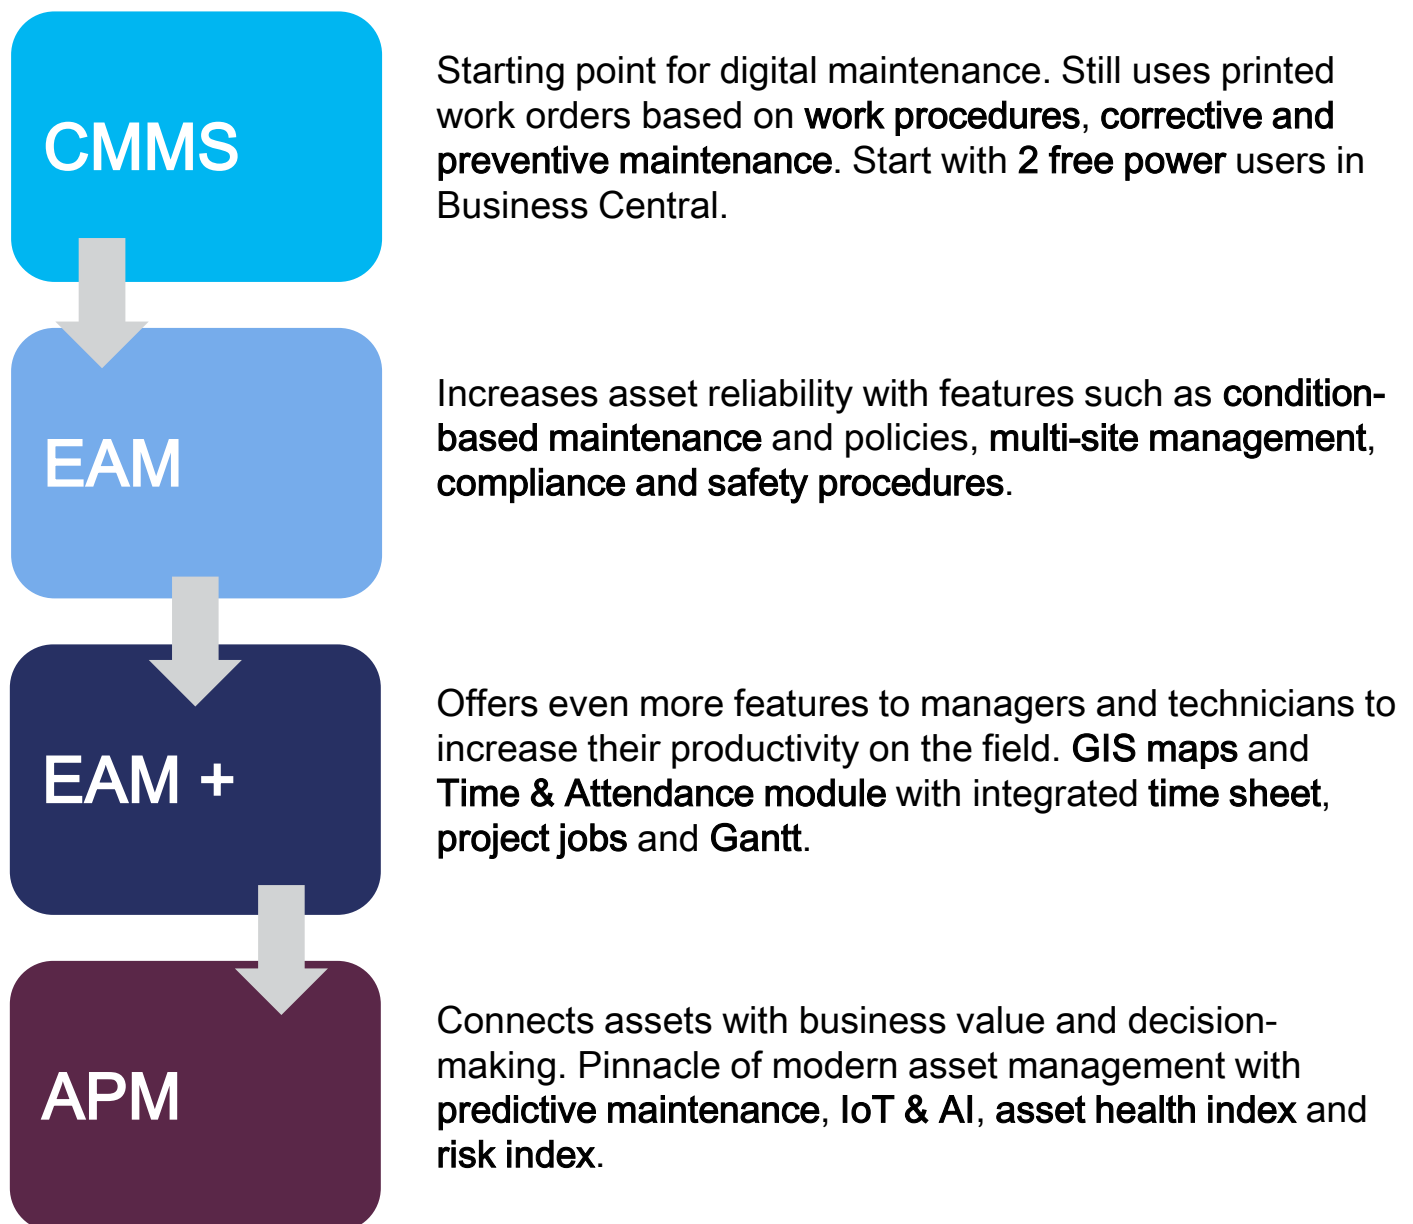 CMMS
Starting point for digital maintenance. Still uses printed
work orders based on work procedures, corrective and
preventive maintenance. Start with 2 free power users in
Business Central.
EAM
Increases asset reliability with features such as condition-
based maintenance and policies, multi-site management,
compliance and safety procedures.
EAM +
Offers even more features to managers and technicians to
increase their productivity on the field. GIS maps and
Time & Attendance module with integrated time sheet,
project jobs and Gantt.
APM
Connects assets with business value and decision-
making. Pinnacle of modern asset management with
predictive maintenance, IoT & AI, asset health index and
risk index.